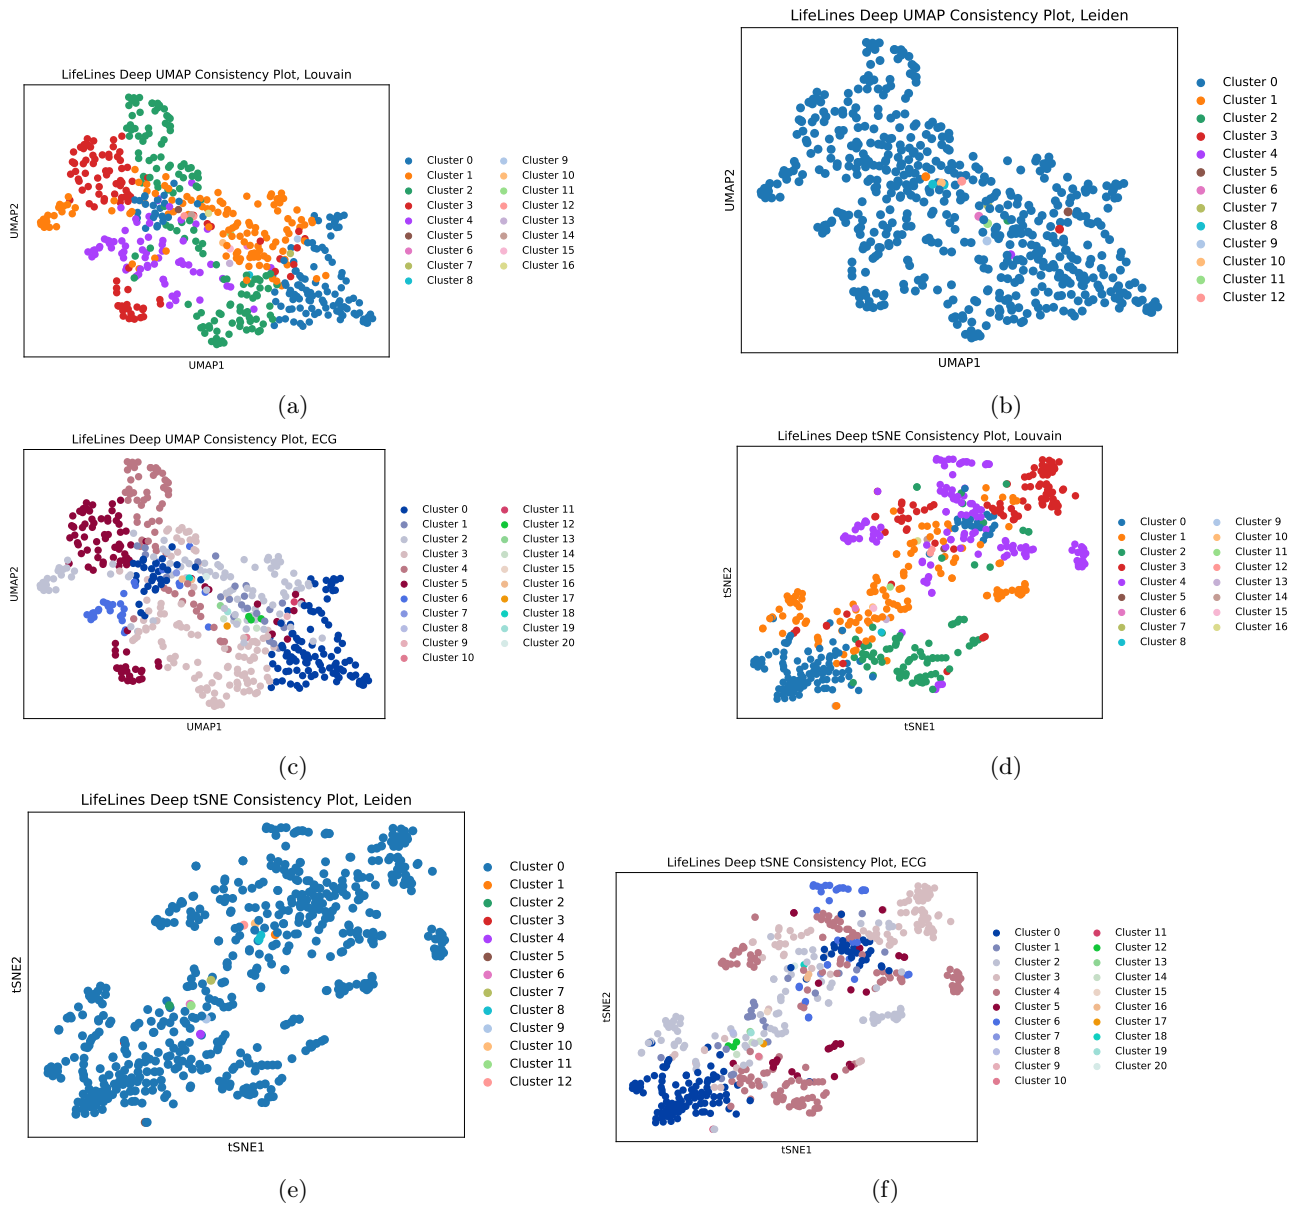 LifeLines Deep UMAP Consistency Plot, Louvain
UMAP2
UMAP1
Cluster 0
Cluster 1
Cluster 2
Cluster 3
Cluster 4
Cluster 5
Cluster 6
Cluster 7
Cluster 8
Cluster 9
Cluster 10
Cluster 11
Cluster 12
Cluster 13
Cluster 14
Cluster 15
Cluster 16
(a)
LifeLines Deep UMAP Consistency Plot, Leiden
UMAP2
UMAP1
Cluster 0
Cluster 1
Cluster 2
Cluster 3
Cluster 4
Cluster 5
Cluster 6
Cluster 7
Cluster 8
Cluster 9
Cluster 10
Cluster 11
Cluster 12
(b)
LifeLines Deep UMAP Consistency Plot, ECG
UMAP2
UMAP1
Cluster 0
Cluster 1
Cluster 2
Cluster 3
Cluster 4
Cluster 5
Cluster 6
Cluster 7
Cluster 8
Cluster 9
Cluster 10
Cluster 11
Cluster 12
Cluster 13
Cluster 14
Cluster 15
Cluster 16
Cluster 17
Cluster 18
Cluster 19
Cluster 20
(c)
LifeLines Deep tSNE Consistency Plot, Louvain
tSNE2
tSNE1
Cluster 0
Cluster 1
Cluster 2
Cluster 3
Cluster 4
Cluster 5
Cluster 6
Cluster 7
Cluster 8
Cluster 9
Cluster 10
Cluster 11
Cluster 12
Cluster 13
Cluster 14
Cluster 15
Cluster 16
(d)
LifeLines Deep tSNE Consistency Plot, Leiden
tSNE2
tSNE1
Cluster 0
Cluster 1
Cluster 2
Cluster 3
Cluster 4
Cluster 5
Cluster 6
Cluster 7
Cluster 8
Cluster 9
Cluster 10
Cluster 11
Cluster 12
(e)
LifeLines Deep tSNE Consistency Plot, ECG
tSNE2
tSNE1
Cluster 0
Cluster 1
Cluster 2
Cluster 3
Cluster 4
Cluster 5
Cluster 6
Cluster 7
Cluster 8
Cluster 9
Cluster 10
Cluster 11
Cluster 12
Cluster 13
Cluster 14
Cluster 15
Cluster 16
Cluster 17
Cluster 18
Cluster 19
Cluster 20
(f)